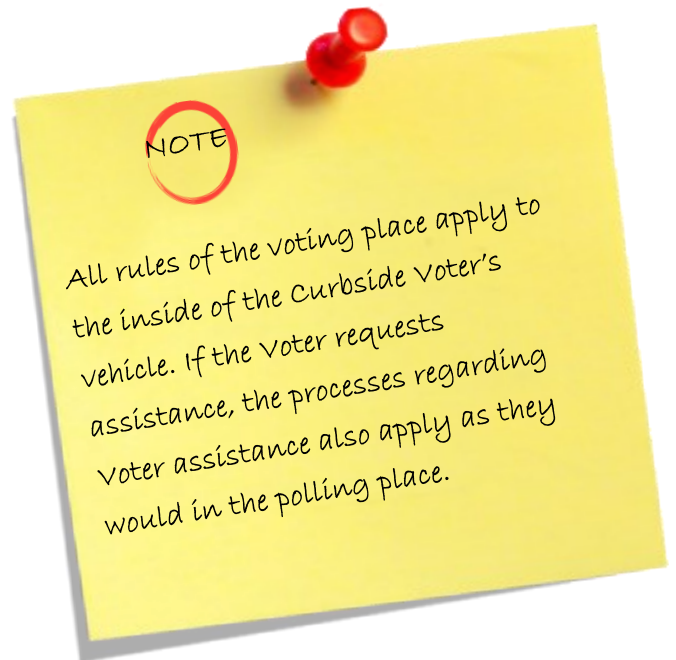 NOTE
All rules of the voting place apply to
the inside of the Curbside Voter's
vehicle. If the Voter requests
assistance, the processes regarding
Voter assistance also apply as they
would in the polling place.